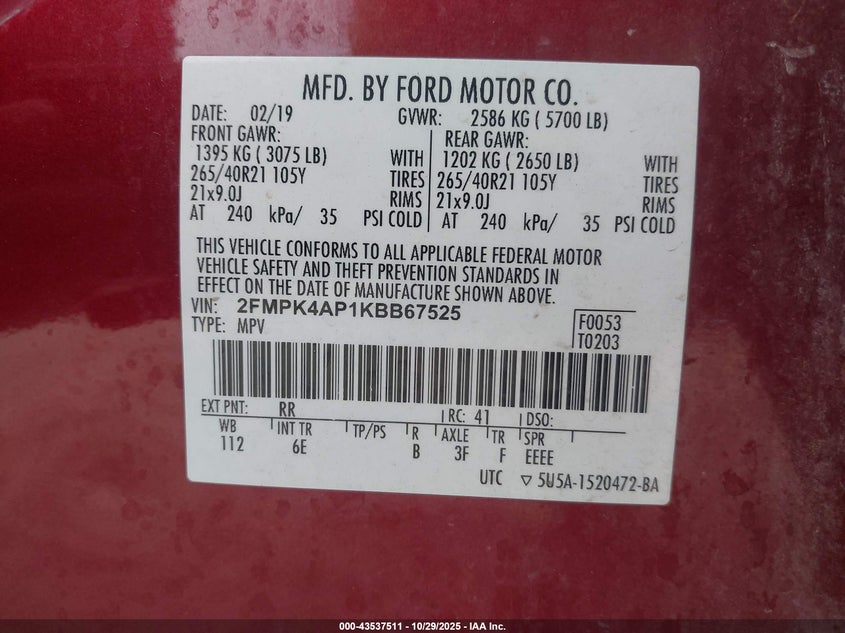 MFD. BY FORD MOTOR CO.
DATE: 02/19 GVWR: 2586 KG ( 5700 LB)
FRONT GAWR: REAR GAWR:
1395 KG ( 3075 LB) WITH 1202 KG ( 2650 LB) WITH
265/40R21 105Y TIRES 265/40R21 105Y TIRES
21x9.0J RIMS 21x9.0J RIMS
AT 240 kPa/ 35 PSI COLD AT 240 kPa/ 35 PSI COLD
THIS VEHICLE CONFORMS TO ALL APPLICABLE FEDERAL MOTOR
VEHICLE SAFETY AND THEFT PREVENTION STANDARDS IN
EFFECT ON THE DATE OF MANUFACTURE SHOWN ABOVE.
VIN: 2FMPK4AP1KBB67525
TYPE: MPV
F0053
T0203
EXT PNT: RR RC: 41 DSO:
WB INT TR TP/PS R AXLE TR SPR
112 6E B 3F F EEEE
UTC ▽ 5U5A-1520472-BA
000-43537511 - 10/29/2025 - IAA Inc.